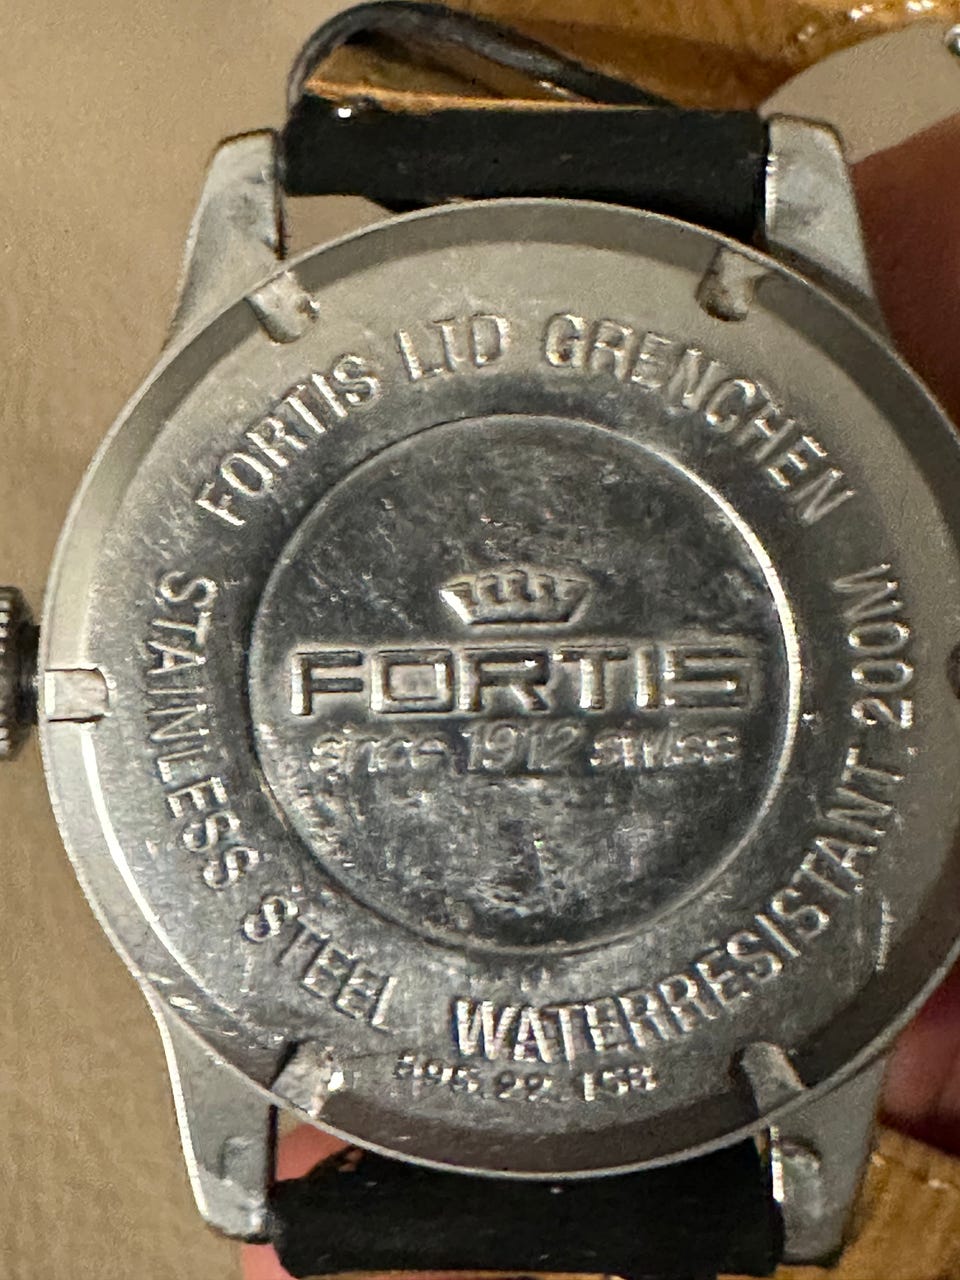 FORTIS LTD GRENCHEN
STAINLESS STEEL
WATERRESISTANT 200M
FORTIS
since 1912 swiss